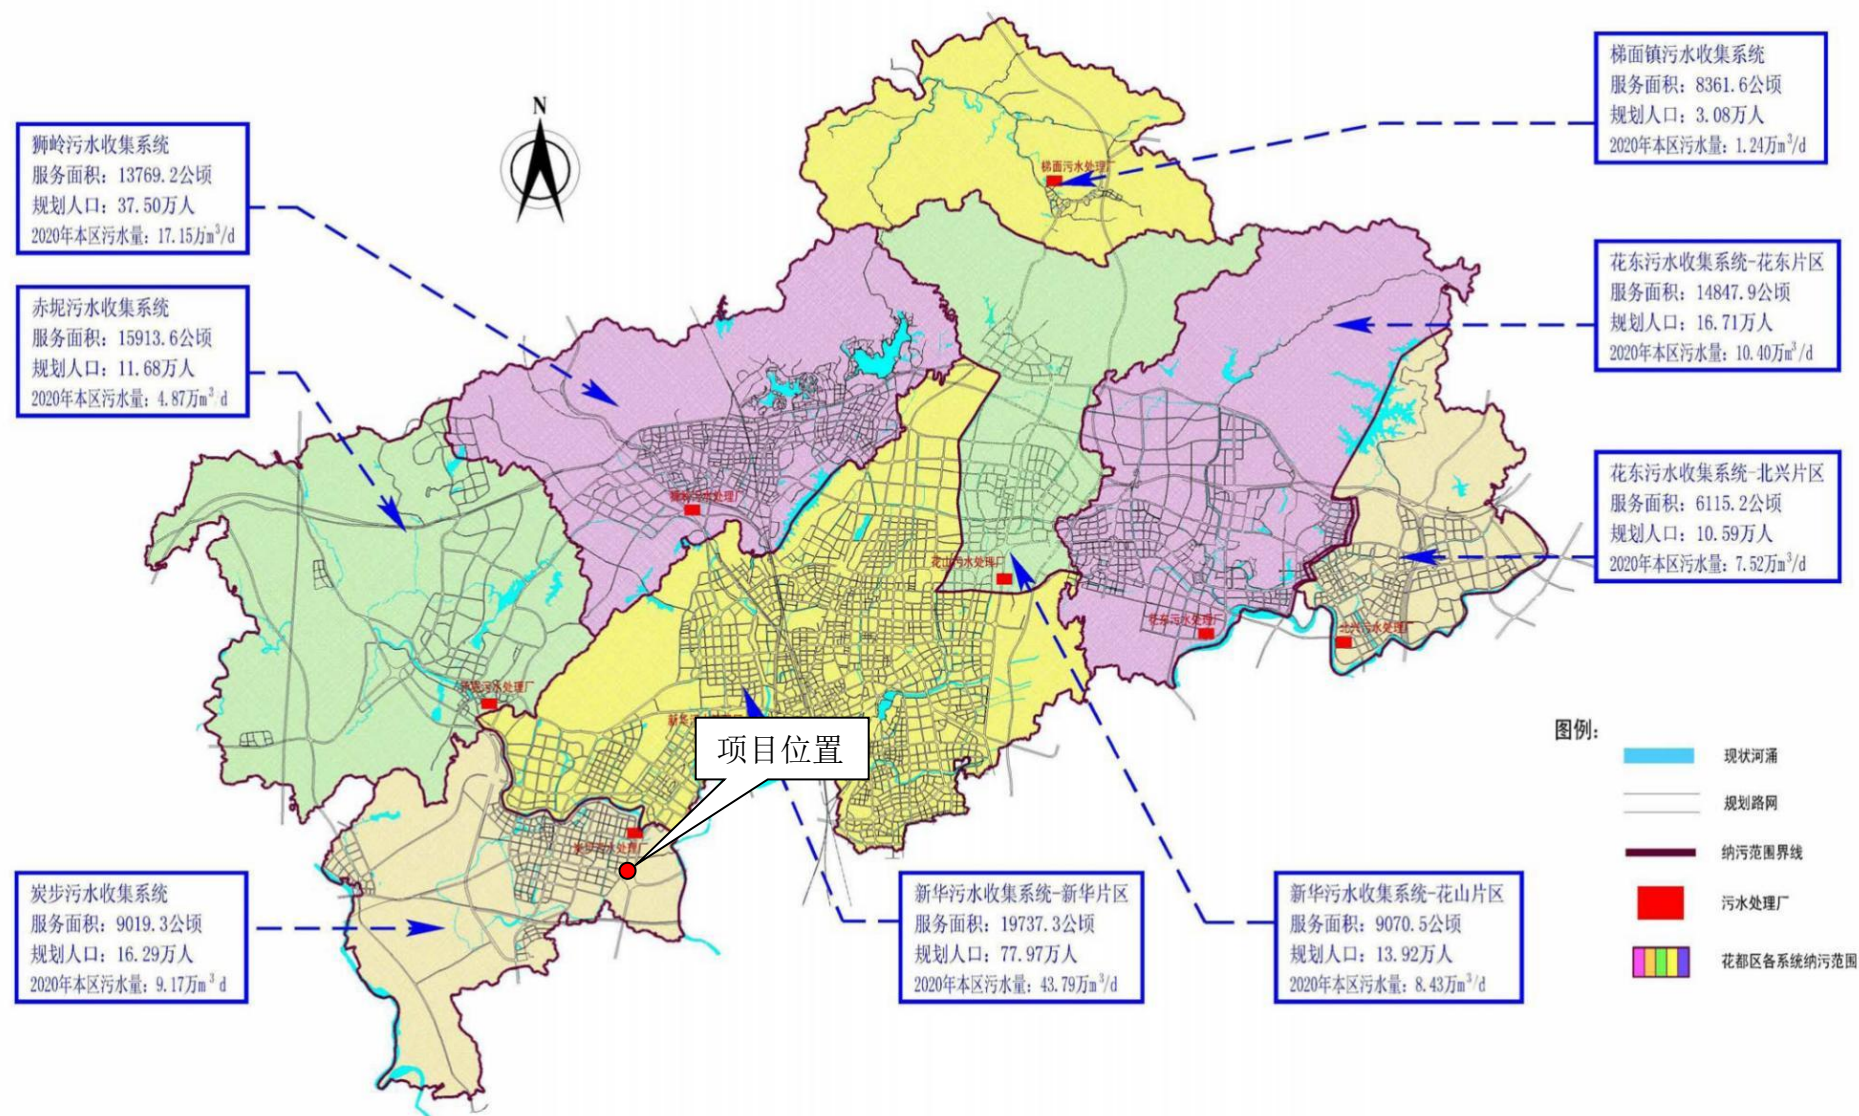 N
梯面镇污水收集系统
服务面积：8361.6公顷
规划人口：3.08万人
2020年本区污水量：1.24万m³/d
狮岭污水收集系统
服务面积：13769.2公顷
规划人口：37.50万人
2020年本区污水量：17.15万m³/d
梯面污水处理厂
花东污水收集系统-花东片区
服务面积：14847.9公顷
规划人口：16.71万人
2020年本区污水量：10.40万m³/d
赤坭污水收集系统
服务面积：15913.6公顷
规划人口：11.68万人
2020年本区污水量：4.87万m³ d
花东污水收集系统-北兴片区
服务面积：6115.2公顷
规划人口：10.59万人
2020年本区污水量：7.52万m³/d
狮岭污水处理厂
花山污水处理厂
花东污水处理厂
北兴污水处理厂
赤坭污水处理厂
项目位置
图例：
现状河涌
规划路网
纳污范围界线
污水处理厂
花都区各系统纳污范围
炭步污水收集系统
服务面积：9019.3公顷
规划人口：16.29万人
2020年本区污水量：9.17万m³ d
新华污水收集系统-新华片区
服务面积：19737.3公顷
规划人口：77.97万人
2020年本区污水量：43.79万m³/d
新华污水收集系统-花山片区
服务面积：9070.5公顷
规划人口：13.92万人
2020年本区污水量：8.43万m³/d